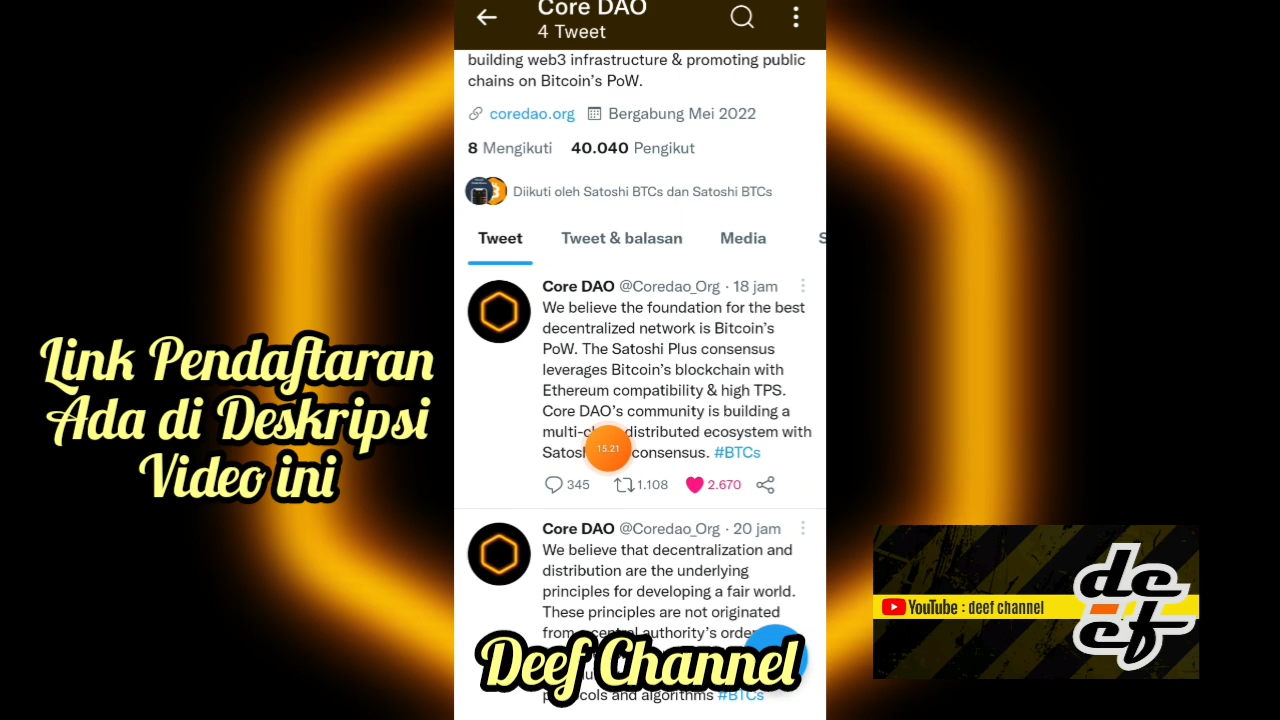 Core DAO
4 Tweet
building web3 infrastructure & promoting public
chains on Bitcoin's PoW.
coredao.org Bergabung Mei 2022
8 Mengikuti 40.040 Pengikut
Diikuti oleh Satoshi BTCs dan Satoshi BTCs
Tweet Tweet & balasan Media S
Core DAO @Coredao_Org · 18 jam
We believe the foundation for the best
decentralized network is Bitcoin's
PoW. The Satoshi Plus consensus
leverages Bitcoin's blockchain with
Ethereum compatibility & high TPS.
Core DAO's community is building a
distributed ecosystem with
15.21
consensus. #BTCs
345 1.108 2.670
Core DAO @Coredao_Org · 20 jam
We believe that decentralization and
distribution are the underlying
principles for developing a fair world.
These principles are not originated
from authority's
and algorithms #BTCs
Link Pendaftaran
Ada di Deskripsi
Video ini
Deef Channel
YouTube : deef channel
deef